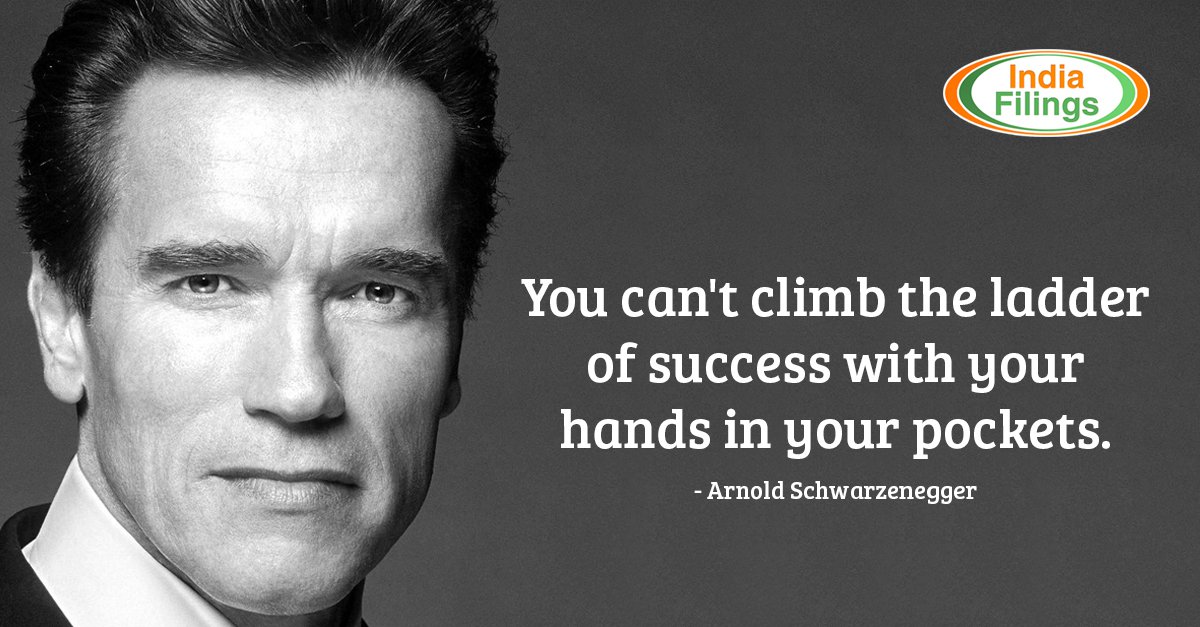 India
Filings
You can't climb the ladder
of success with your
hands in your pockets.
- Arnold Schwarzenegger